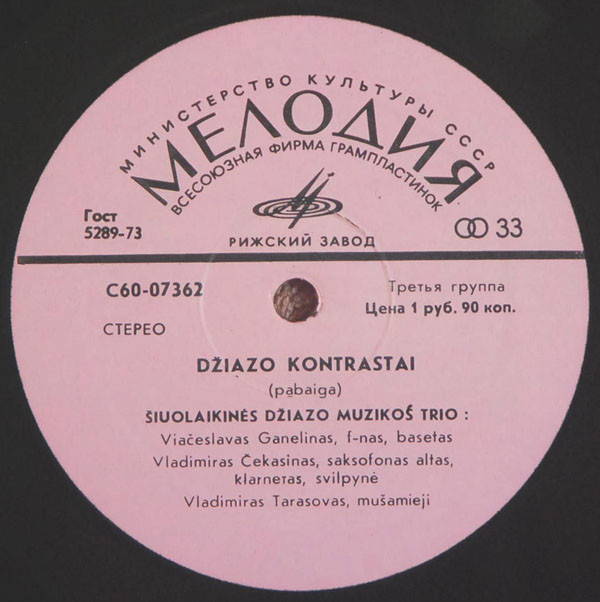 МИНИСТЕРСТВО КУЛЬТУРЫ СССР
МЕЛОДИЯ
ВСЕСОЮЗНАЯ ФИРМА ГРАМПЛАСТИНОК
Гост
5289-73
33
РИЖСКИЙ ЗАВОД
С60-07362
Третья группа
Цена 1 руб. 90 коп.
СТЕРЕО
DŽIAZO KONTRASTAI
(pabaiga)
ŠIUOLAIKINĖS DŽIAZO MUZIKOŠ TRIO :
Viačeslavas Ganelinas, f-nas, basetas
Vladimiras Čekasinas, saksofonas altas,
klarnetas, svilpynė
Vladimiras Tarasovas, mušamieji